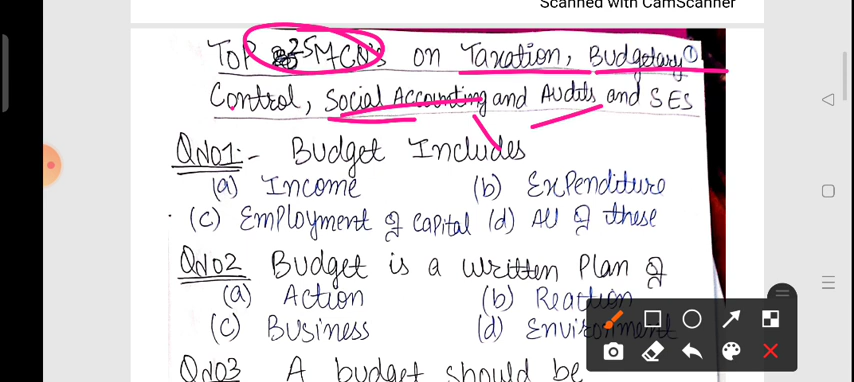 Scanned with CamScanner
TOP 25 MCQ's on Taxation, Budgetary ①
Control, Social Accounting and Audits and SES
QNO1:- Budget Includes
(a) Income (b) Expenditure
(c) Employment of capital (d) All of these
QNO2 Budget is a written Plan of
(a) Action (b) Reaction
(c) Business (d) Environment
QNO3 A budget should be